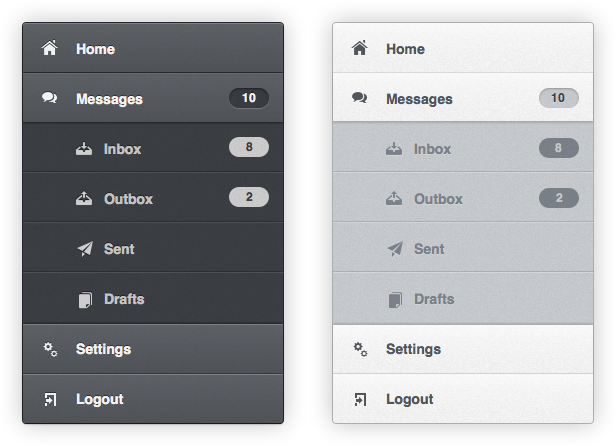 Home
Messages 10
Inbox 8
Outbox 2
Sent
Drafts
Settings
Logout
Home
Messages 10
Inbox 8
Outbox 2
Sent
Drafts
Settings
Logout